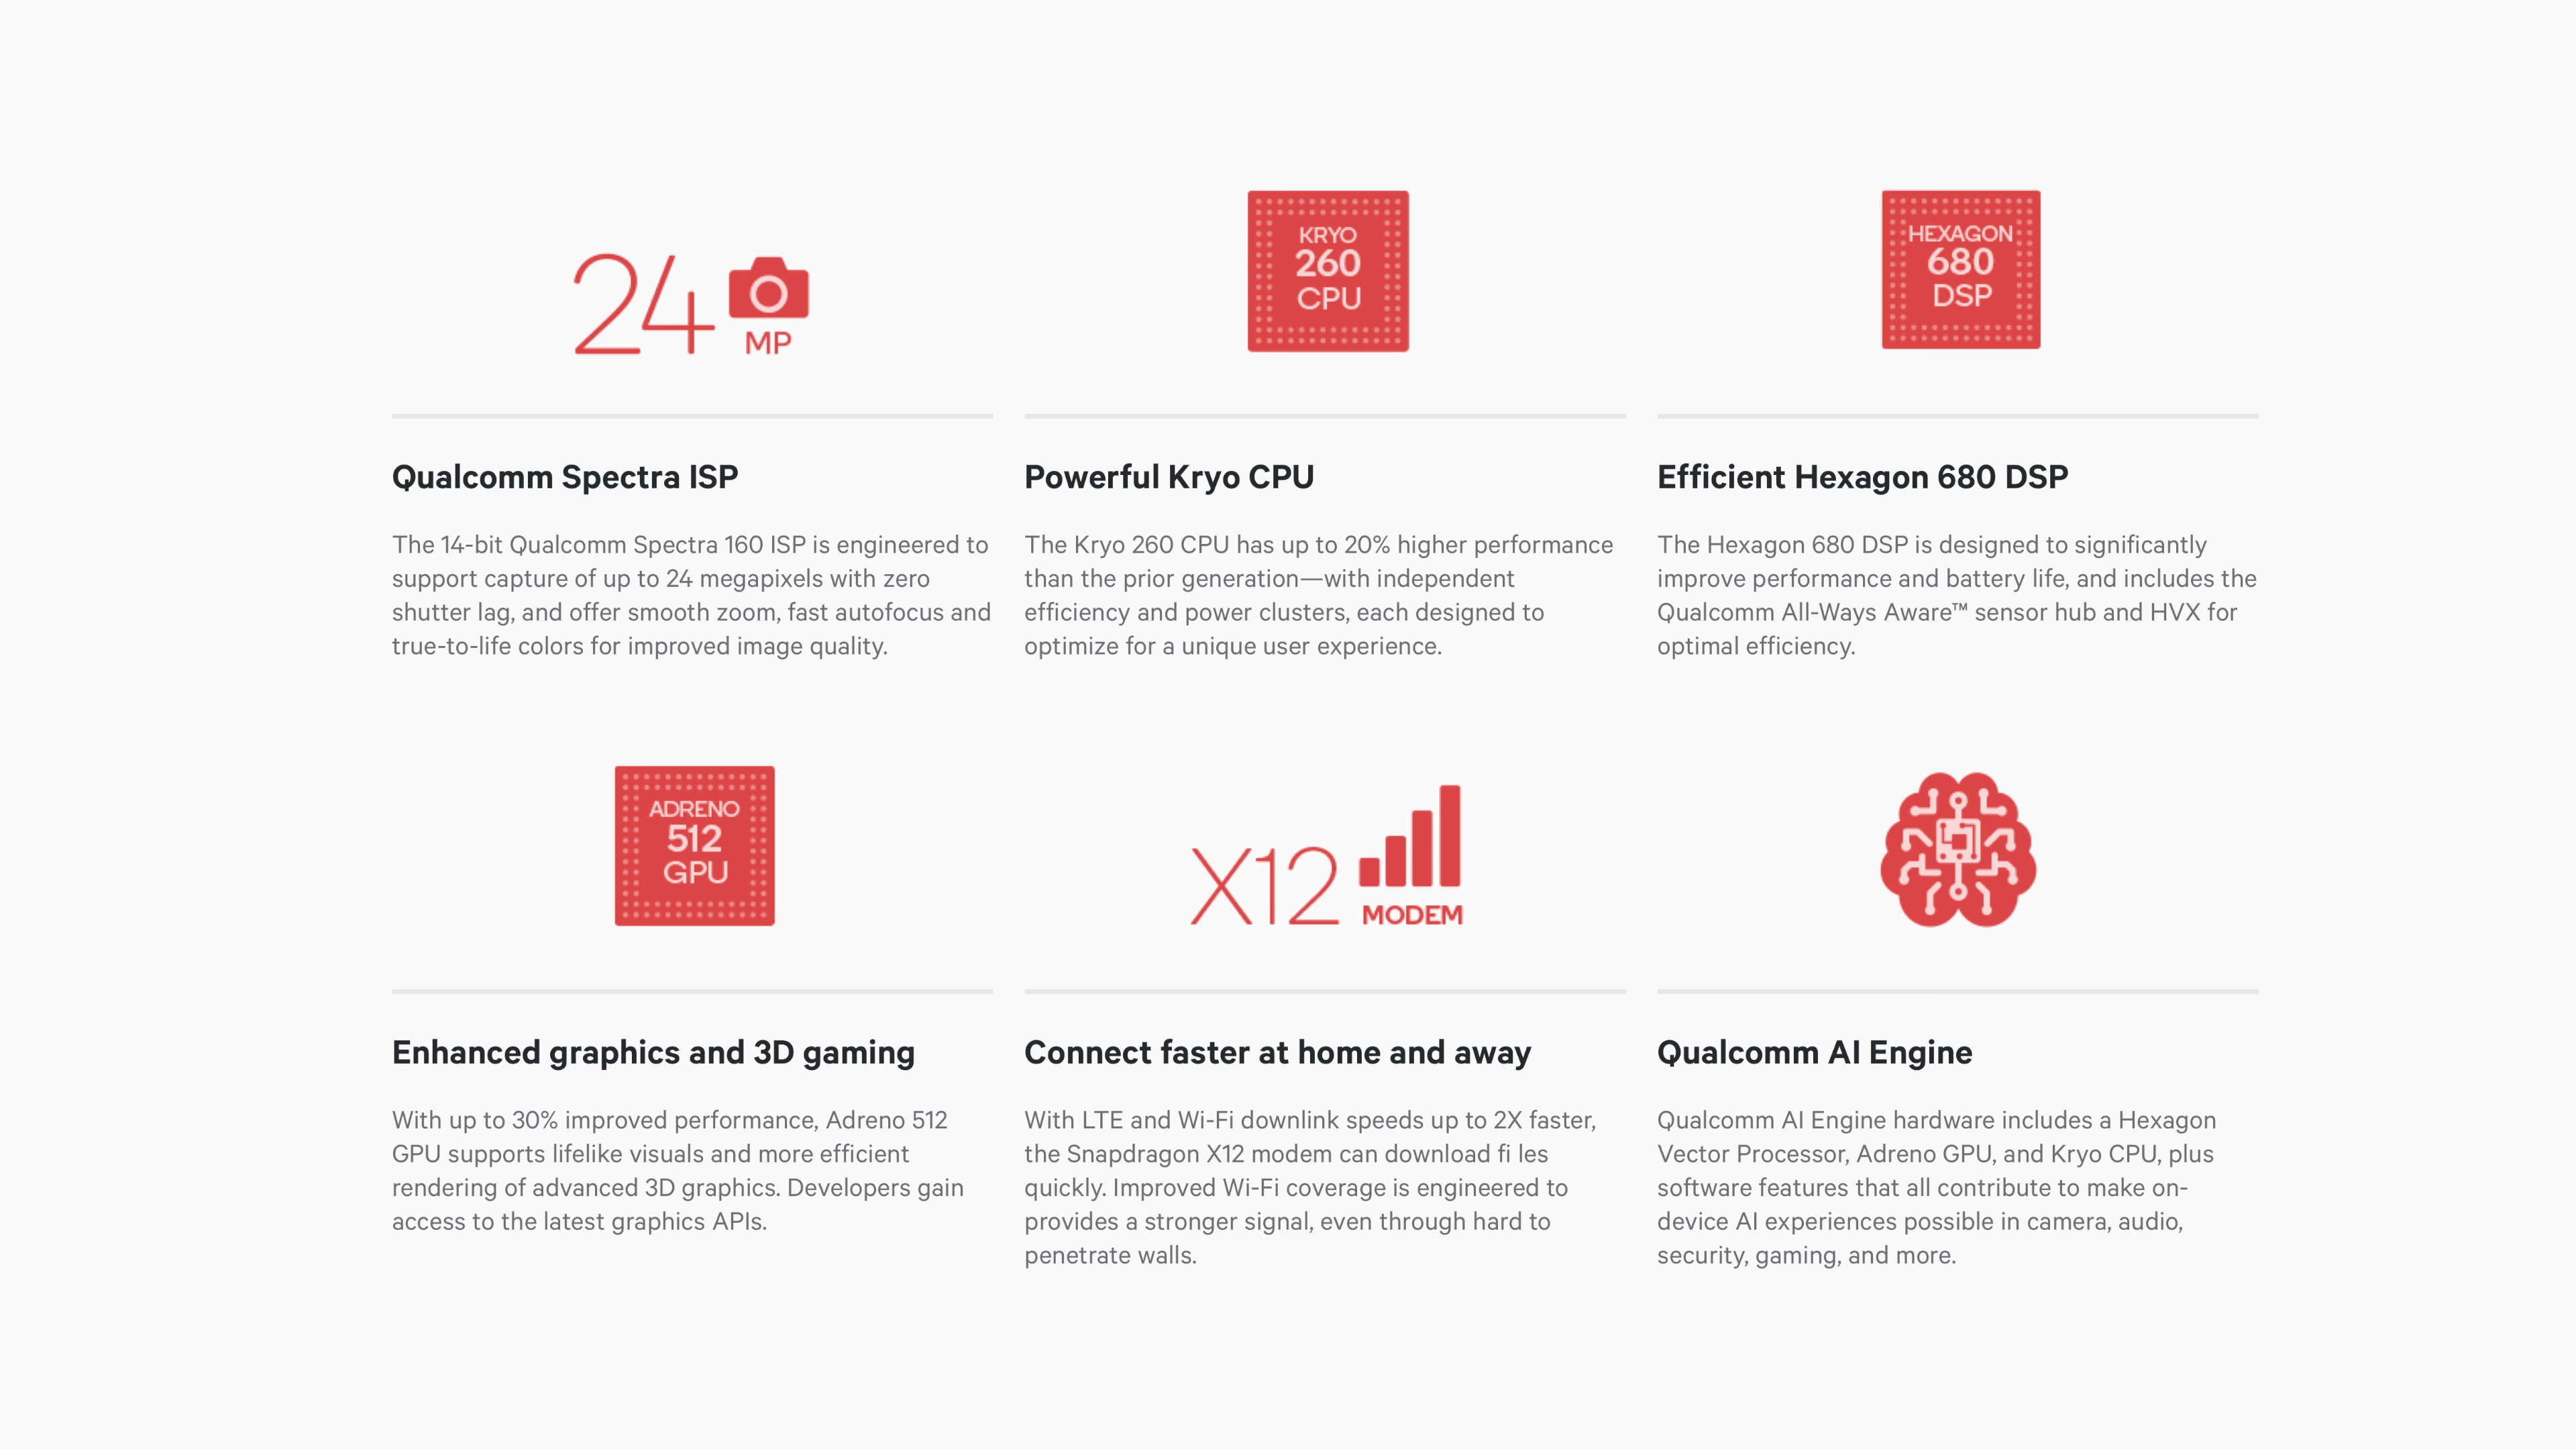 24
MP
Qualcomm Spectra ISP
The 14-bit Qualcomm Spectra 160 ISP is engineered to
support capture of up to 24 megapixels with zero
shutter lag, and offer smooth zoom, fast autofocus and
true-to-life colors for improved image quality.
KRYO
260
CPU
Powerful Kryo CPU
The Kryo 260 CPU has up to 20% higher performance
than the prior generation—with independent
efficiency and power clusters, each designed to
optimize for a unique user experience.
HEXAGON
680
DSP
Efficient Hexagon 680 DSP
The Hexagon 680 DSP is designed to significantly
improve performance and battery life, and includes the
Qualcomm All-Ways Aware™ sensor hub and HVX for
optimal efficiency.
ADRENO
512
GPU
Enhanced graphics and 3D gaming
With up to 30% improved performance, Adreno 512
GPU supports lifelike visuals and more efficient
rendering of advanced 3D graphics. Developers gain
access to the latest graphics APIs.
X12
MODEM
Connect faster at home and away
With LTE and Wi-Fi downlink speeds up to 2X faster,
the Snapdragon X12 modem can download fi les
quickly. Improved Wi-Fi coverage is engineered to
provides a stronger signal, even through hard to
penetrate walls.
Qualcomm AI Engine
Qualcomm AI Engine hardware includes a Hexagon
Vector Processor, Adreno GPU, and Kryo CPU, plus
software features that all contribute to make on-
device AI experiences possible in camera, audio,
security, gaming, and more.